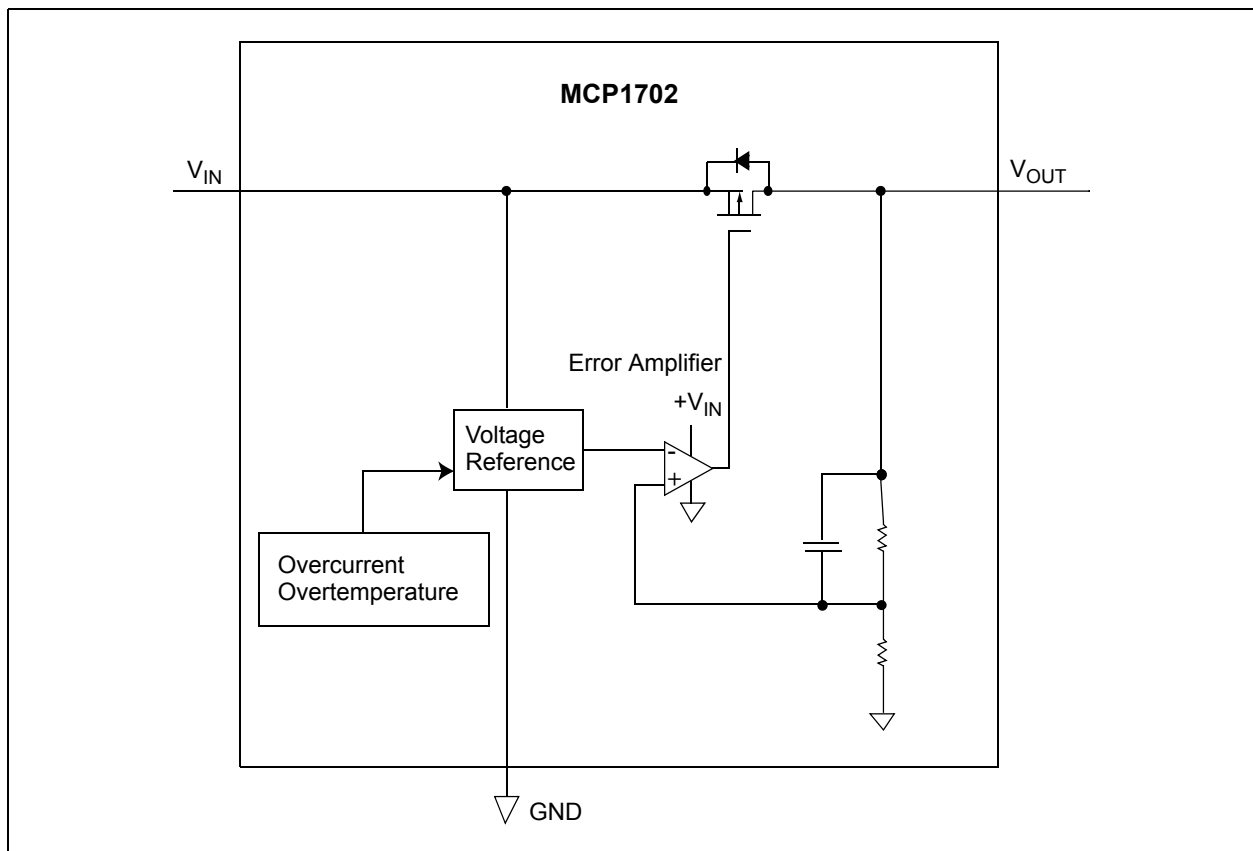 MCP1702
VIN
VOUT
Error Amplifier
+VIN
Voltage
Reference
-
+
Overcurrent
Overtemperature
GND